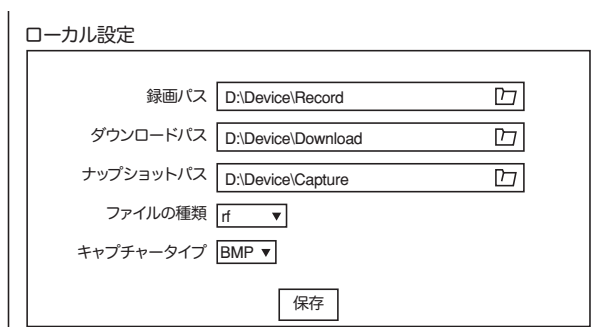 ローカル設定
録画パス D:\Device\Record
ダウンロードパス D:\Device\Download
ナップショットパス D:\Device\Capture
ファイルの種類 rf
キャプチャータイプ BMP
保存